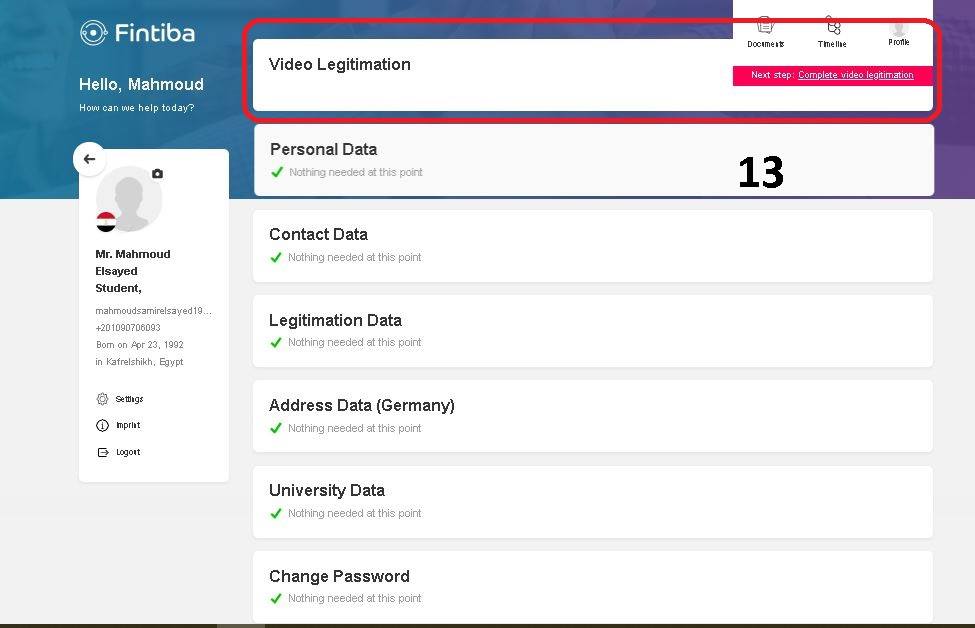 Fintiba
Documents
Timeline
Profile
Hello, Mahmoud
How can we help today?
Video Legitimation
Next step: Complete video legitimation
Personal Data
Nothing needed at this point
13
Mr. Mahmoud
Elsayed
Student,
mahmoudsamirelsayed19...
+201090706093
Born on Apr 23, 1992
in Kafrelshikh, Egypt
Settings
Imprint
Logout
Contact Data
Nothing needed at this point
Legitimation Data
Nothing needed at this point
Address Data (Germany)
Nothing needed at this point
University Data
Nothing needed at this point
Change Password
Nothing needed at this point